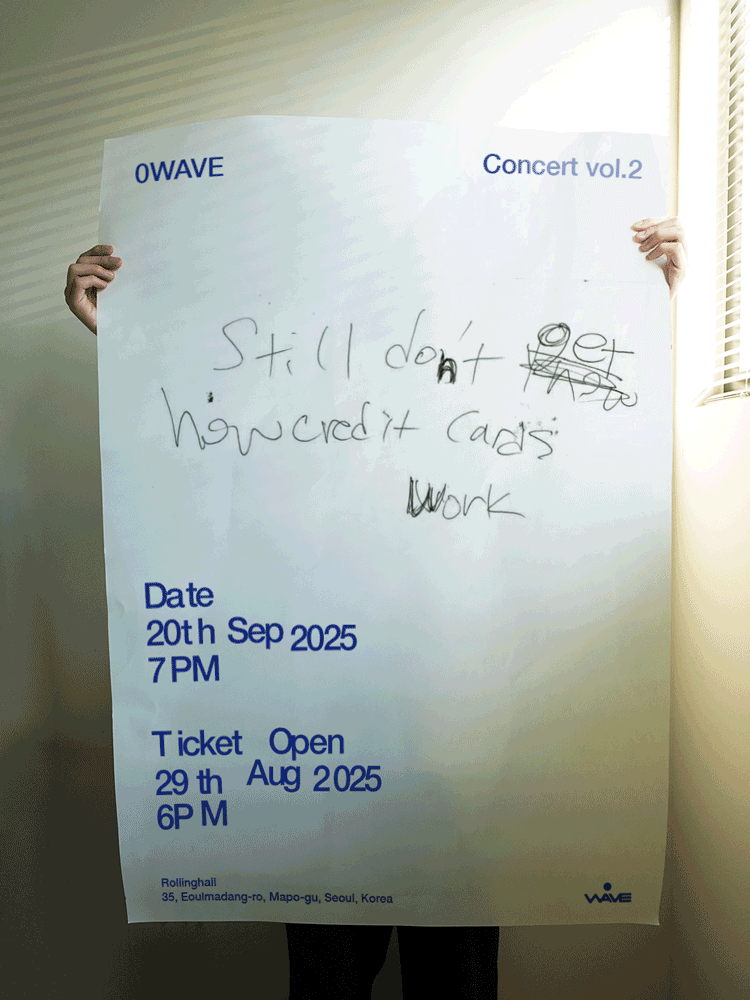 0WAVE
Concert vol.2
Still don't get
how credit cards
Work
Date
20th Sep 2025
7PM
Ticket Open
29th Aug 2025
6PM
Rollinghall
35, Eoulmadang-ro, Mapo-gu, Seoul, Korea
WAVE